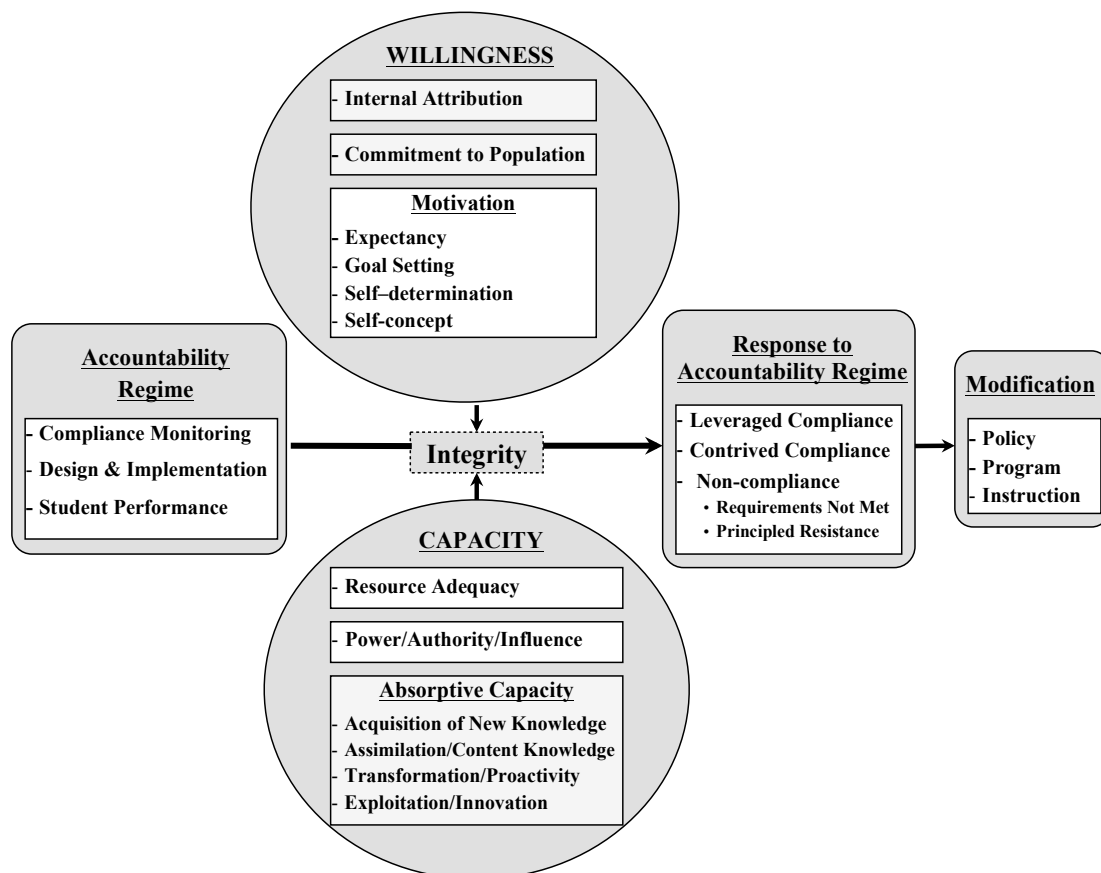 WILLINGNESS
- Internal Attribution
- Commitment to Population
Motivation
- Expectancy
- Goal Setting
- Self–determination
- Self-concept
Accountability
Regime
- Compliance Monitoring
- Design & Implementation
- Student Performance
Integrity
Response to
Accountability Regime
- Leveraged Compliance
- Contrived Compliance
- Non-compliance
• Requirements Not Met
• Principled Resistance
Modification
- Policy
- Program
- Instruction
CAPACITY
- Resource Adequacy
- Power/Authority/Influence
Absorptive Capacity
- Acquisition of New Knowledge
- Assimilation/Content Knowledge
- Transformation/Proactivity
- Exploitation/Innovation